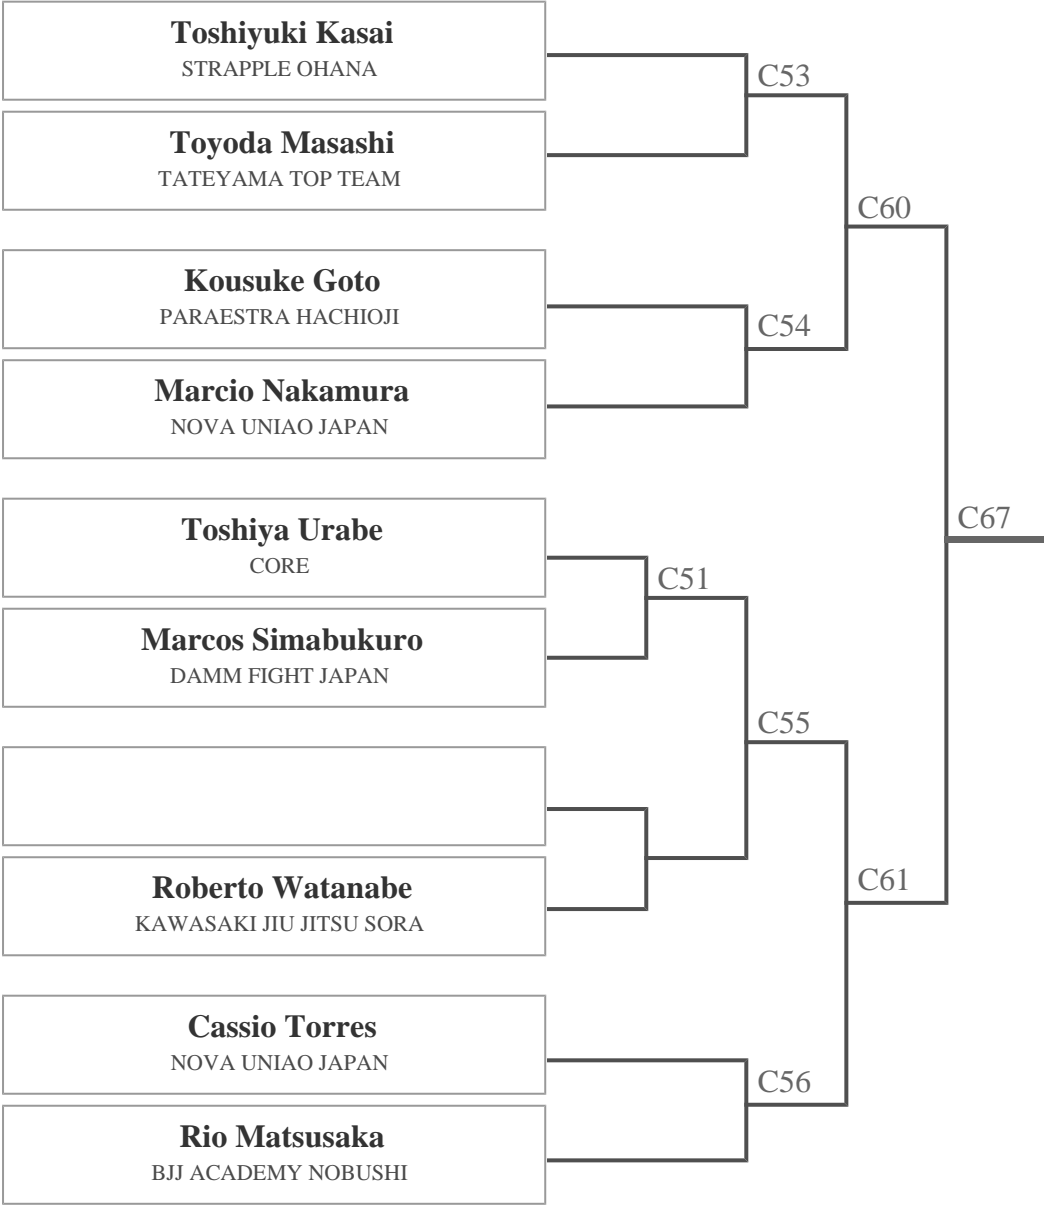 Toshiyuki Kasai
STRAPPLE OHANA
C53
Toyoda Masashi
TATEYAMA TOP TEAM
C60
Kousuke Goto
PARAESTRA HACHIOJI
C54
Marcio Nakamura
NOVA UNIAO JAPAN
Toshiya Urabe
CORE
C67
C51
Marcos Simabukuro
DAMM FIGHT JAPAN
C55
Roberto Watanabe
KAWASAKI JIU JITSU SORA
C61
Cassio Torres
NOVA UNIAO JAPAN
C56
Rio Matsusaka
BJJ ACADEMY NOBUSHI